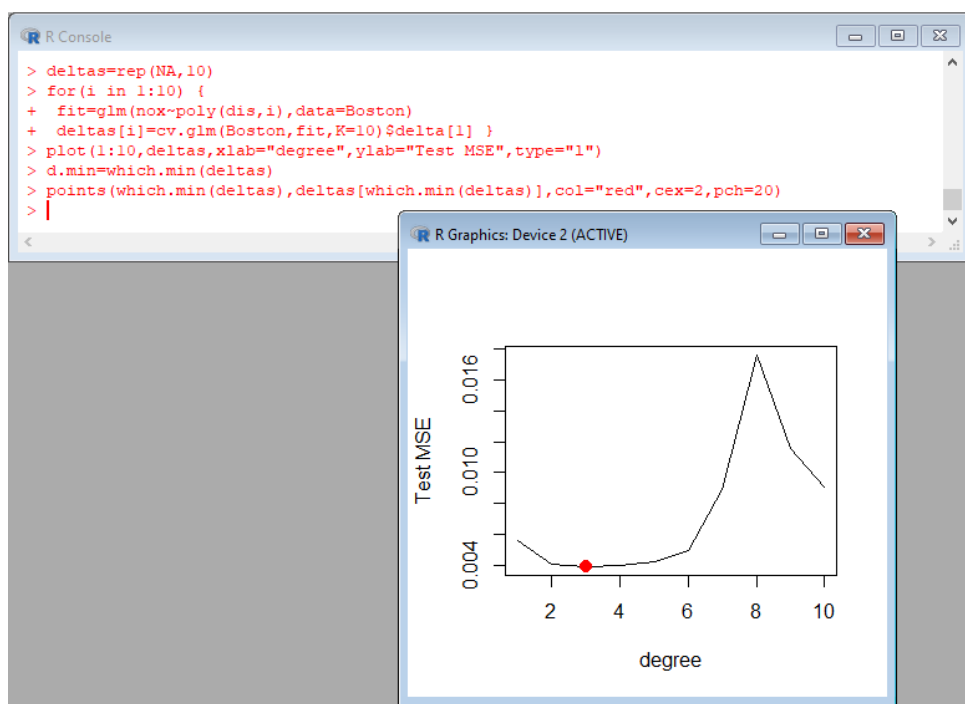 R Console
> deltas=rep(NA,10)
> for(i in 1:10) {
+  fit=glm(nox~poly(dis,i),data=Boston)
+  deltas[i]=cv.glm(Boston,fit,K=10)$delta[1] }
> plot(1:10,deltas,xlab="degree",ylab="Test MSE",type="l")
> d.min=which.min(deltas)
> points(which.min(deltas),deltas[which.min(deltas)],col="red",cex=2,pch=20)
>
R Graphics: Device 2 (ACTIVE)
Test MSE
0.016
0.010
0.004
2 4 6 8 10
degree